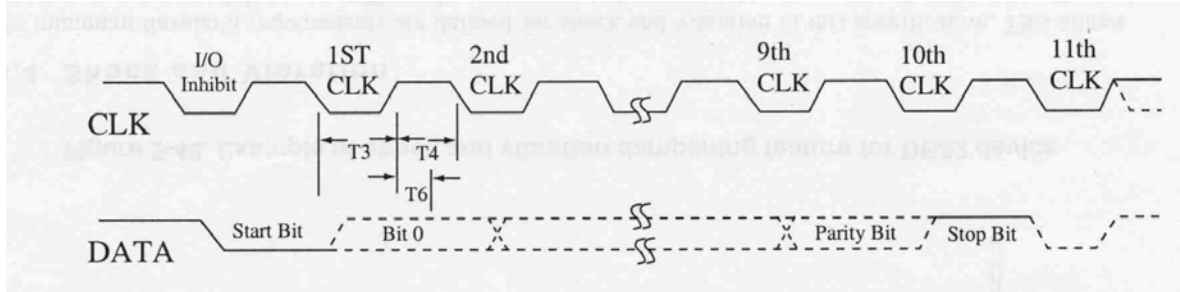 I/O
Inhibit
1ST
CLK
2nd
CLK
9th
CLK
10th
CLK
11th
CLK
CLK
T3
T4
T6
DATA
Start Bit
Bit 0
Parity Bit
Stop Bit